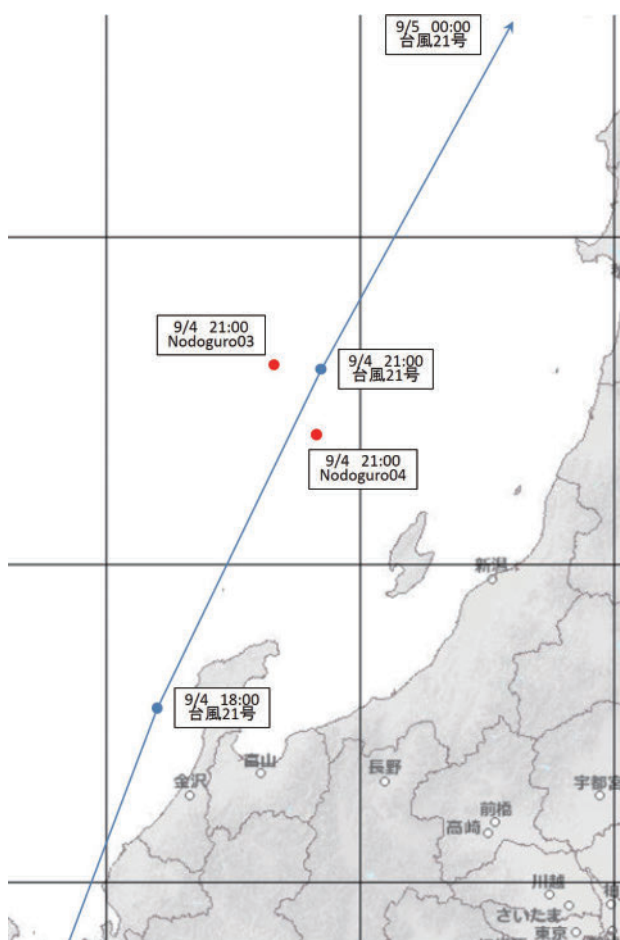 9/5 00:00
台風21号
9/4 21:00
Nodoguro03
9/4 21:00
台風21号
9/4 21:00
Nodoguro04
新潟
9/4 18:00
台風21号
富山
金沢
長野
宇都宮
前橋
高崎
川越
さいたま
東京